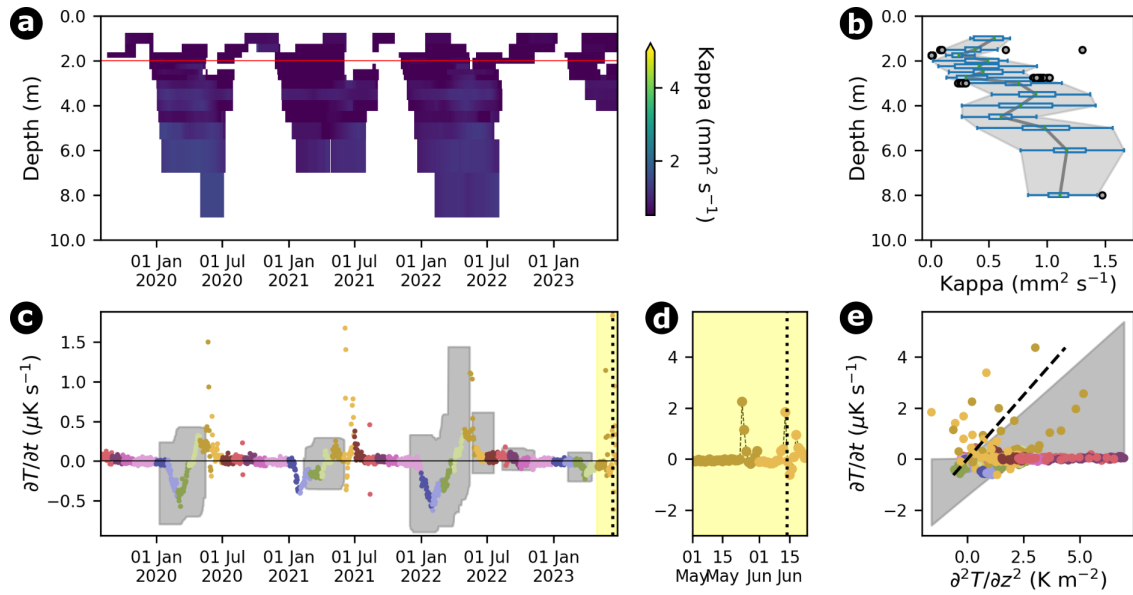 a
0.0
2.0
4.0
6.0
8.0
10.0
Depth (m)
01 Jan
2020
01 Jul
2020
01 Jan
2021
01 Jul
2021
01 Jan
2022
01 Jul
2022
01 Jan
2023
4
2
Kappa (mm² s⁻¹)
b
0.0
2.0
4.0
6.0
8.0
10.0
Depth (m)
0.0
0.5
1.0
1.5
Kappa (mm² s⁻¹)
c
1.5
1.0
0.5
0.0
−0.5
∂T/∂t (μK s⁻¹)
01 Jan
2020
01 Jul
2020
01 Jan
2021
01 Jul
2021
01 Jan
2022
01 Jul
2022
01 Jan
2023
d
4
2
0
−2
01
May
15
May
01
Jun
15
Jun
e
4
2
0
−2
∂T/∂t (μK s⁻¹)
0.0
2.5
5.0
∂²T/∂z² (K m⁻²)